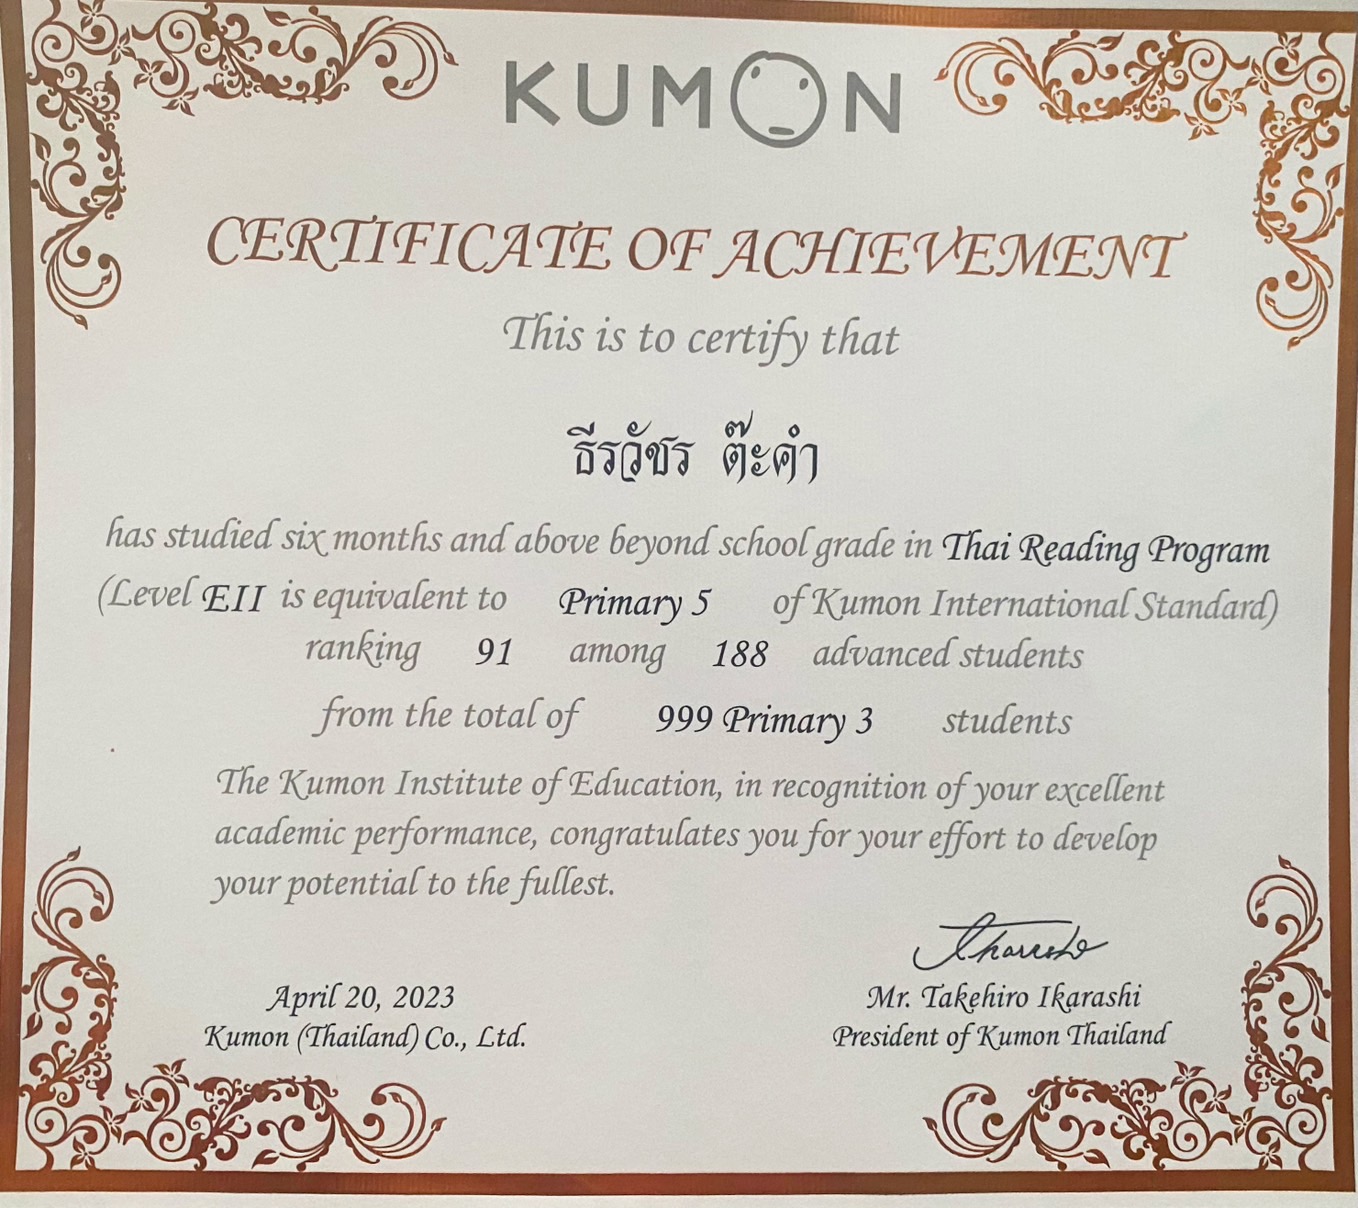 KUMON
CERTIFICATE OF ACHIEVEMENT
This is to certify that
ธีรวัชร ต๊ะคำ
has studied six months and above beyond school grade in Thai Reading Program
(Level EII is equivalent to Primary 5 of Kumon International Standard)
ranking 91 among 188 advanced students
from the total of 999 Primary 3 students
The Kumon Institute of Education, in recognition of your excellent
academic performance, congratulates you for your effort to develop
your potential to the fullest.
April 20, 2023
Kumon (Thailand) Co., Ltd.
Mr. Takehiro Ikarashi
President of Kumon Thailand